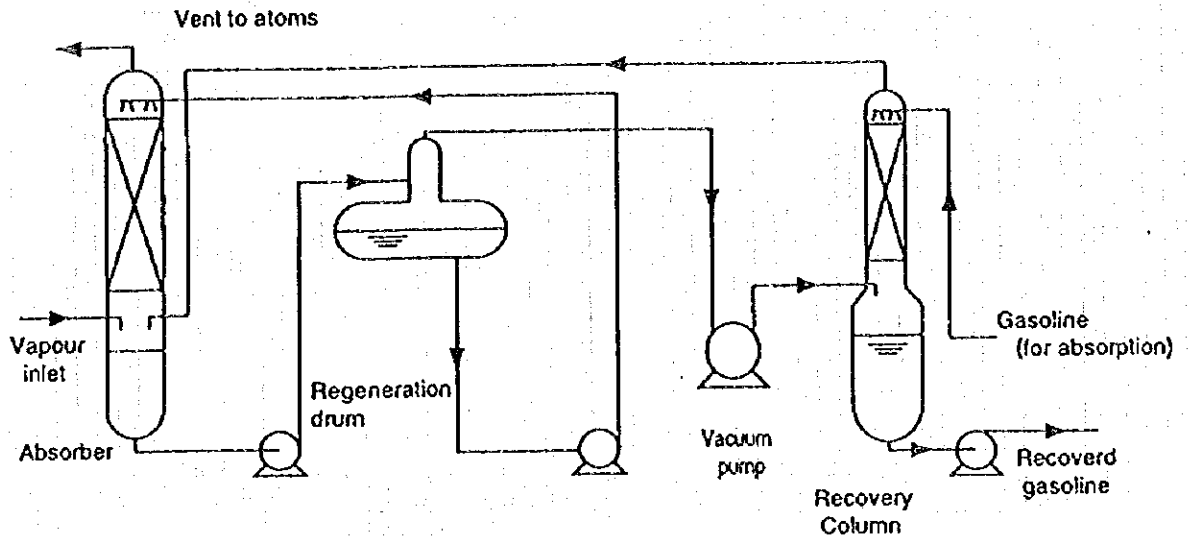 Vent to atoms
Vapour
inlet
Absorber
Regeneration
drum
Vacuum
pump
Gasoline
(for absorption)
Recoverd
gasoline
Recovery
Column